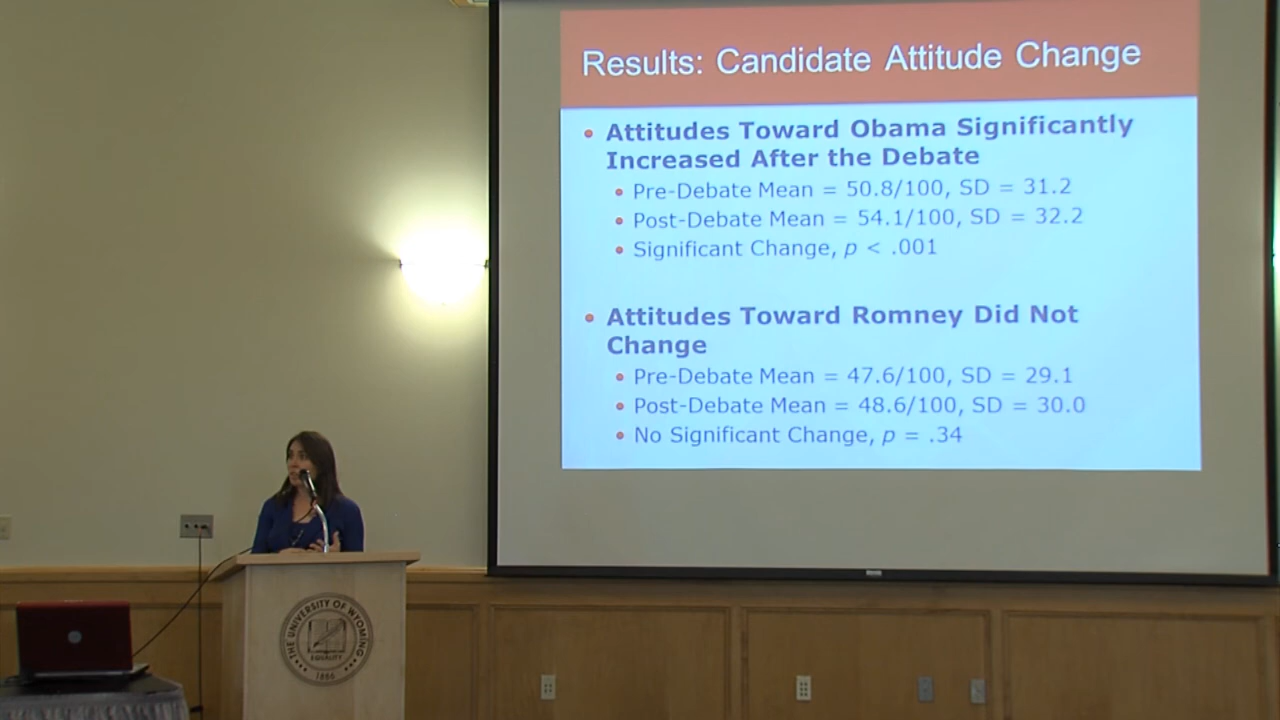 Results: Candidate Attitude Change
• Attitudes Toward Obama Significantly
Increased After the Debate
• Pre-Debate Mean = 50.8/100, SD = 31.2
• Post-Debate Mean = 54.1/100, SD = 32.2
• Significant Change, p < .001
• Attitudes Toward Romney Did Not
Change
• Pre-Debate Mean = 47.6/100, SD = 29.1
• Post-Debate Mean = 48.6/100, SD = 30.0
• No Significant Change, p = .34
THE UNIVERSITY OF WYOMING
EQUALITY
1886